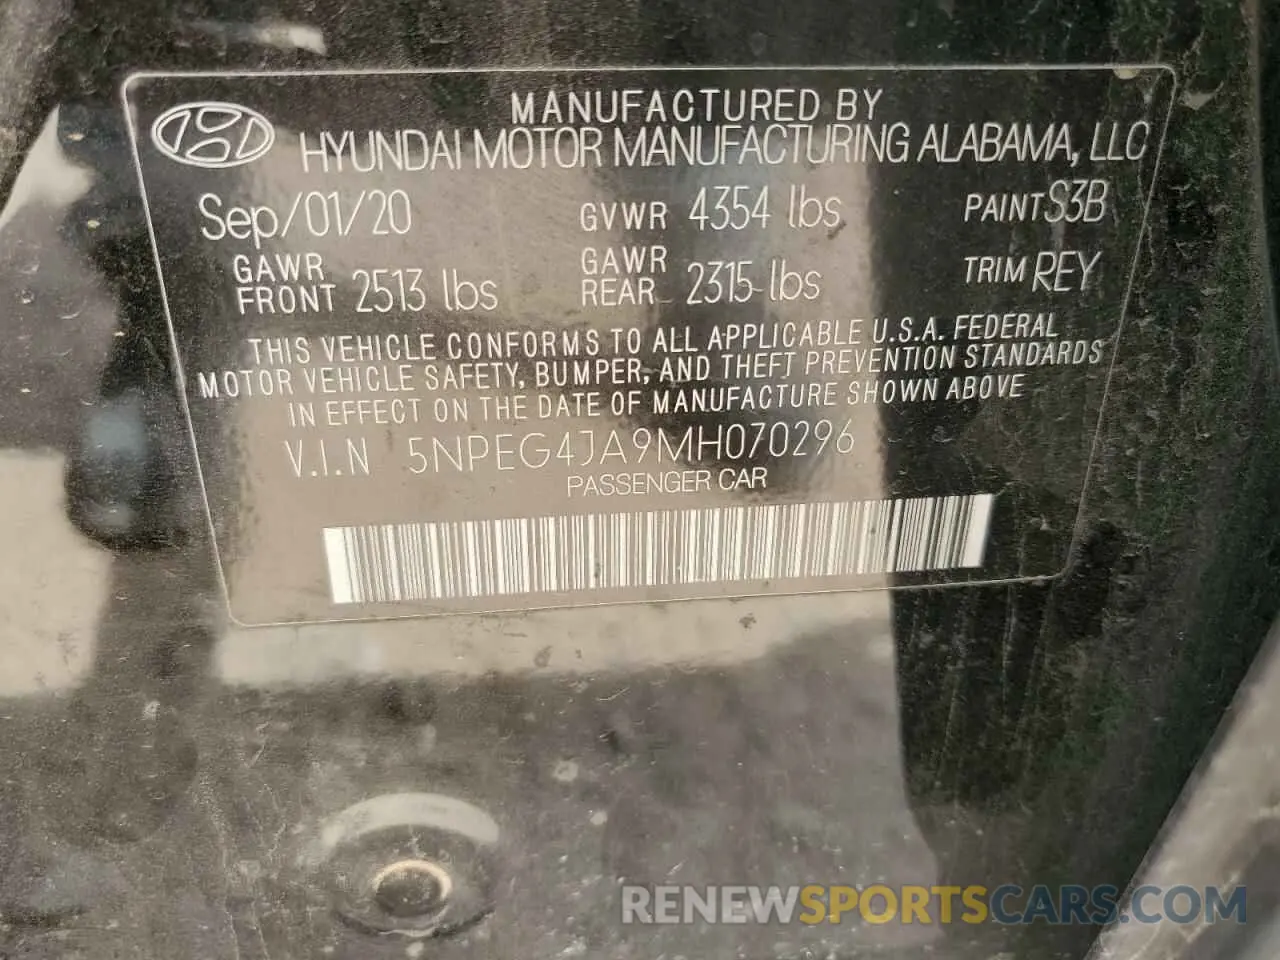 MANUFACTURED BY
HYUNDAI MOTOR MANUFACTURING ALABAMA, LLC
Sep/01/20 GVWR 4354 lbs PAINT S3B
GAWR FRONT 2513 lbs GAWR REAR 2315 lbs TRIM REY
THIS VEHICLE CONFORMS TO ALL APPLICABLE U.S.A. FEDERAL
MOTOR VEHICLE SAFETY, BUMPER, AND THEFT PREVENTION STANDARDS
IN EFFECT ON THE DATE OF MANUFACTURE SHOWN ABOVE
V.I.N 5NPEG4JA9MH070296
PASSENGER CAR
RENEWSPORTSCARS.COM